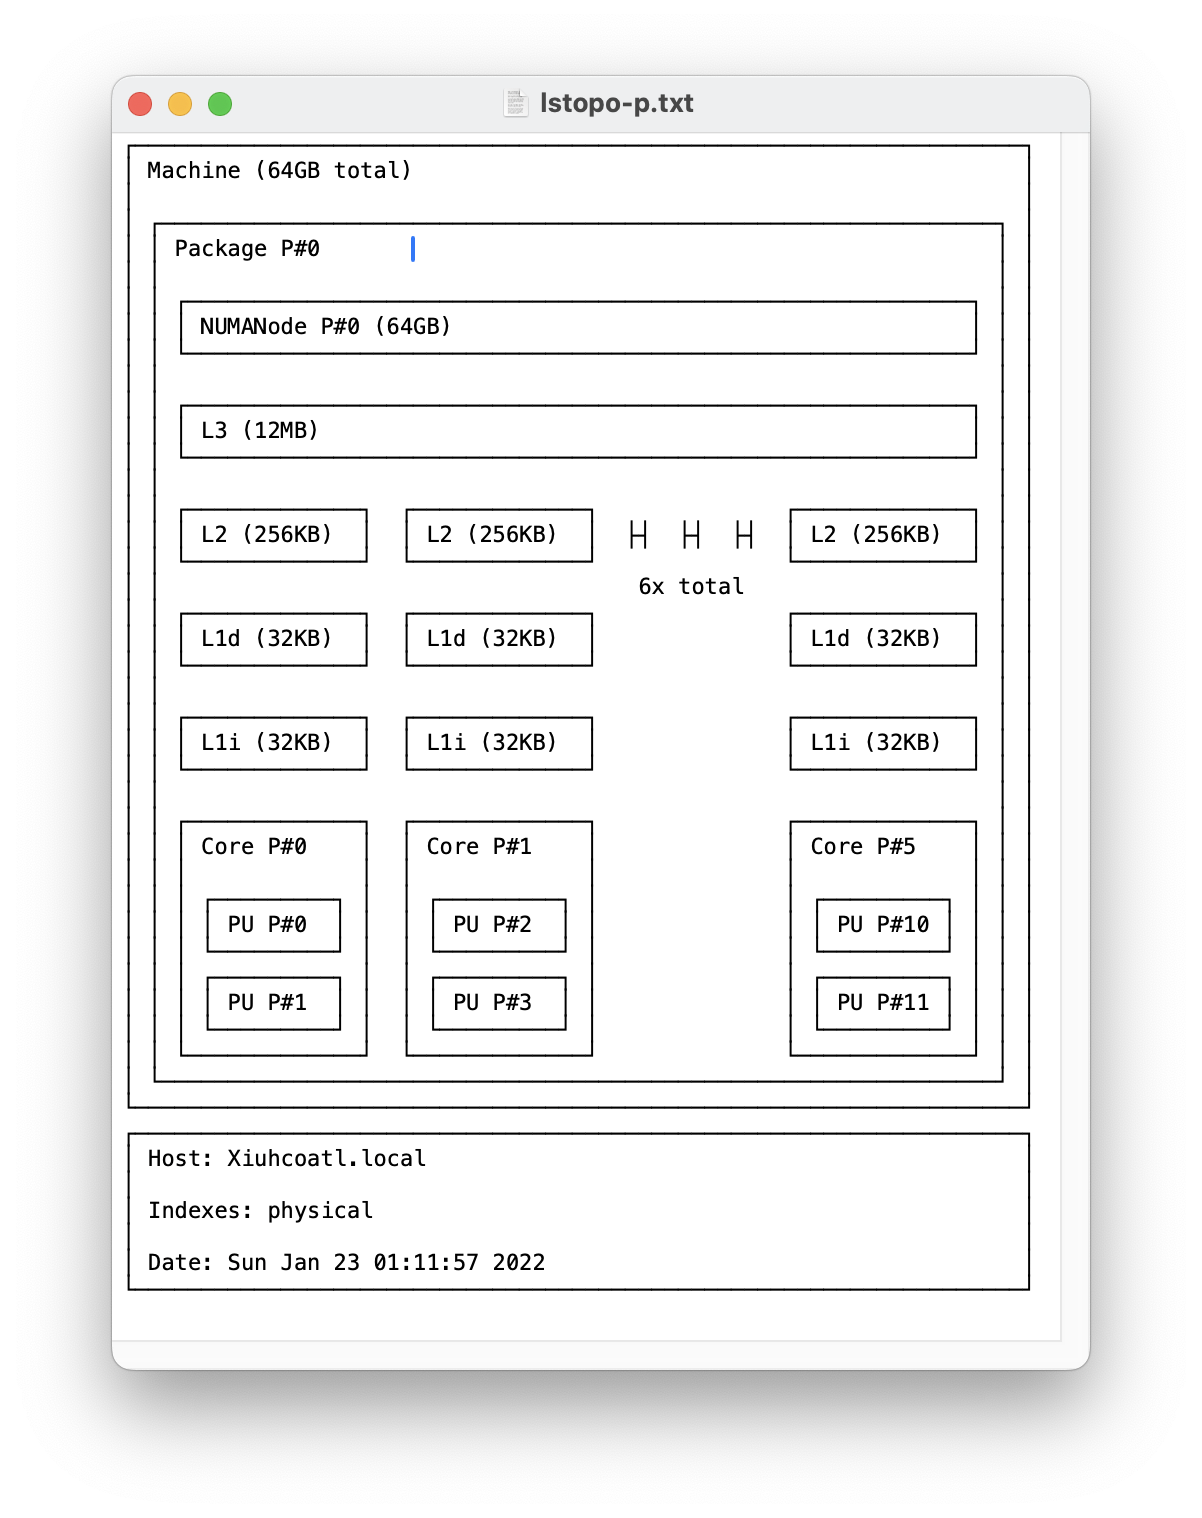 lstopo-p.txt
Machine (64GB total)
Package P#0
NUMANode P#0 (64GB)
L3 (12MB)
L2 (256KB) L2 (256KB) L2 (256KB)
6x total
L1d (32KB) L1d (32KB) L1d (32KB)
L1i (32KB) L1i (32KB) L1i (32KB)
Core P#0 Core P#1 Core P#5
PU P#0 PU P#2 PU P#10
PU P#1 PU P#3 PU P#11
Host: Xiuhcoatl.local
Indexes: physical
Date: Sun Jan 23 01:11:57 2022